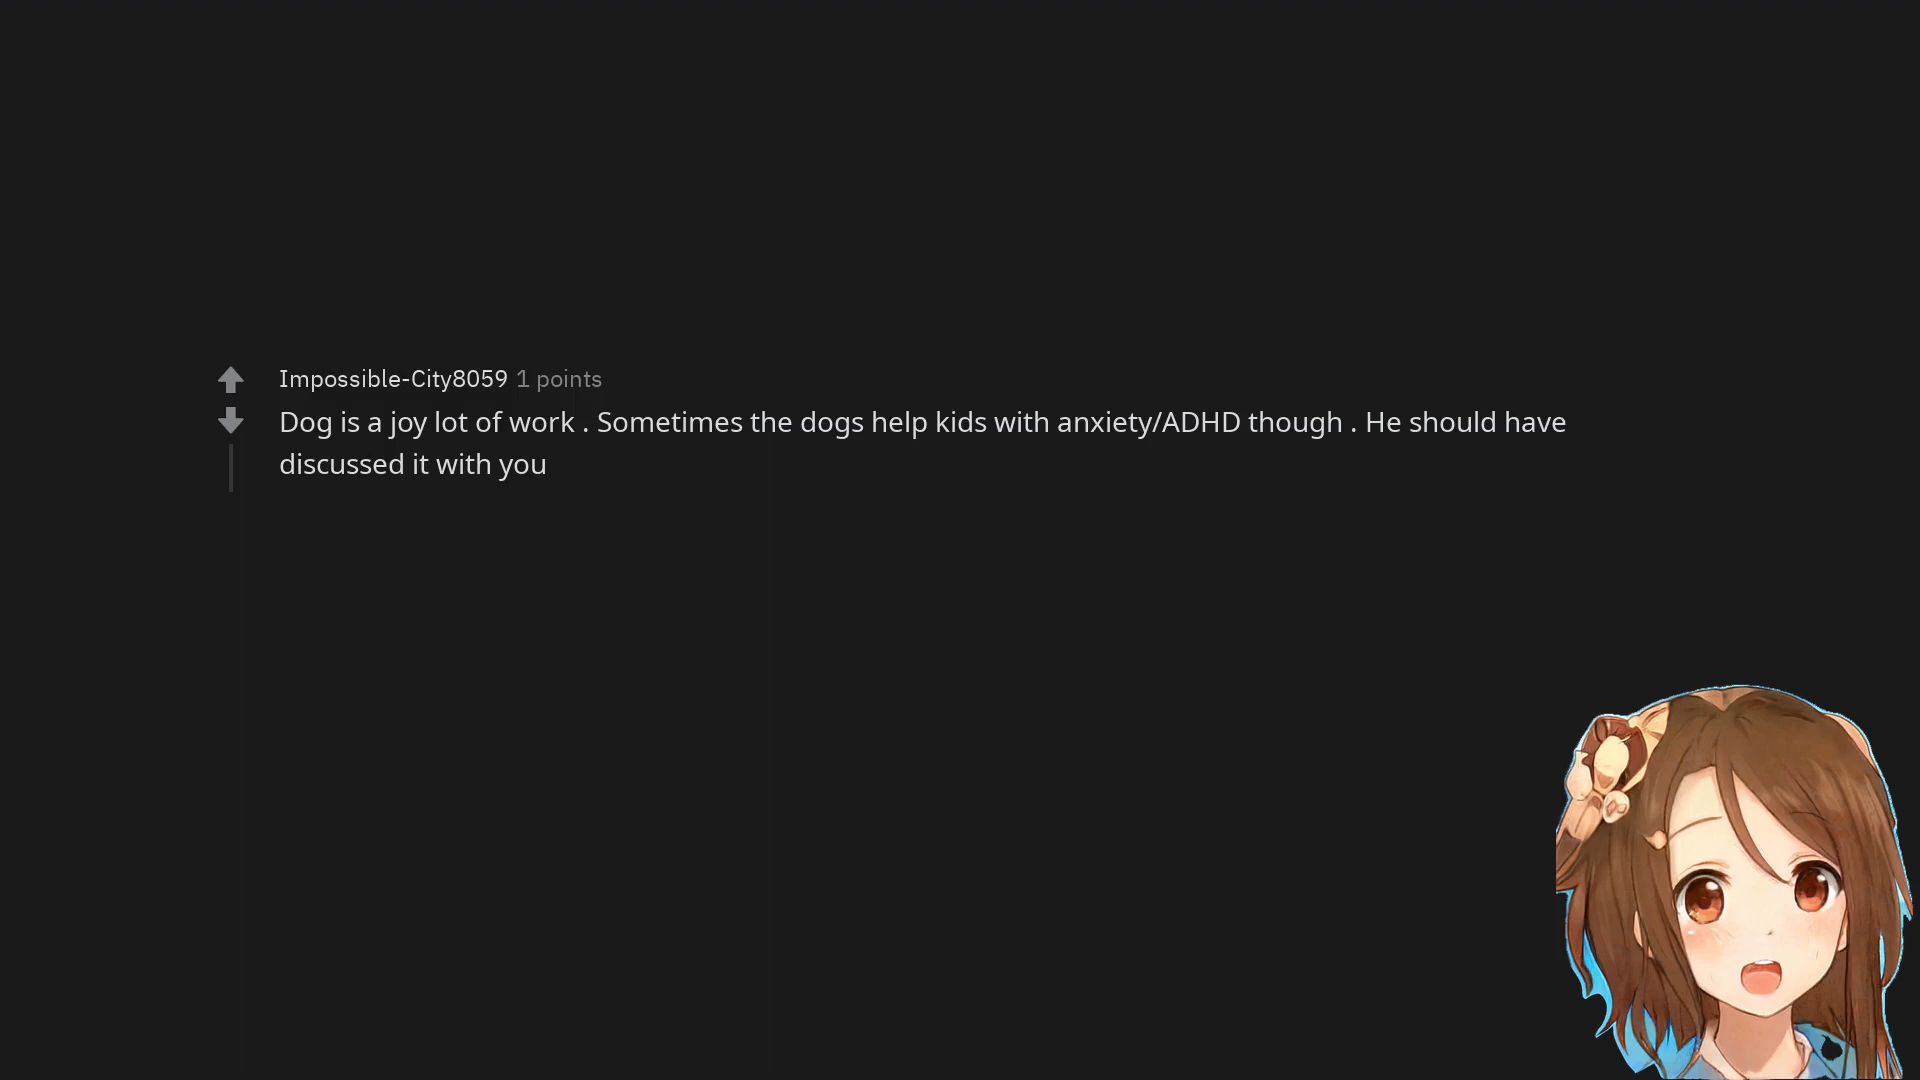 Impossible-City8059 1 points
Dog is a joy lot of work . Sometimes the dogs help kids with anxiety/ADHD though . He should have
discussed it with you